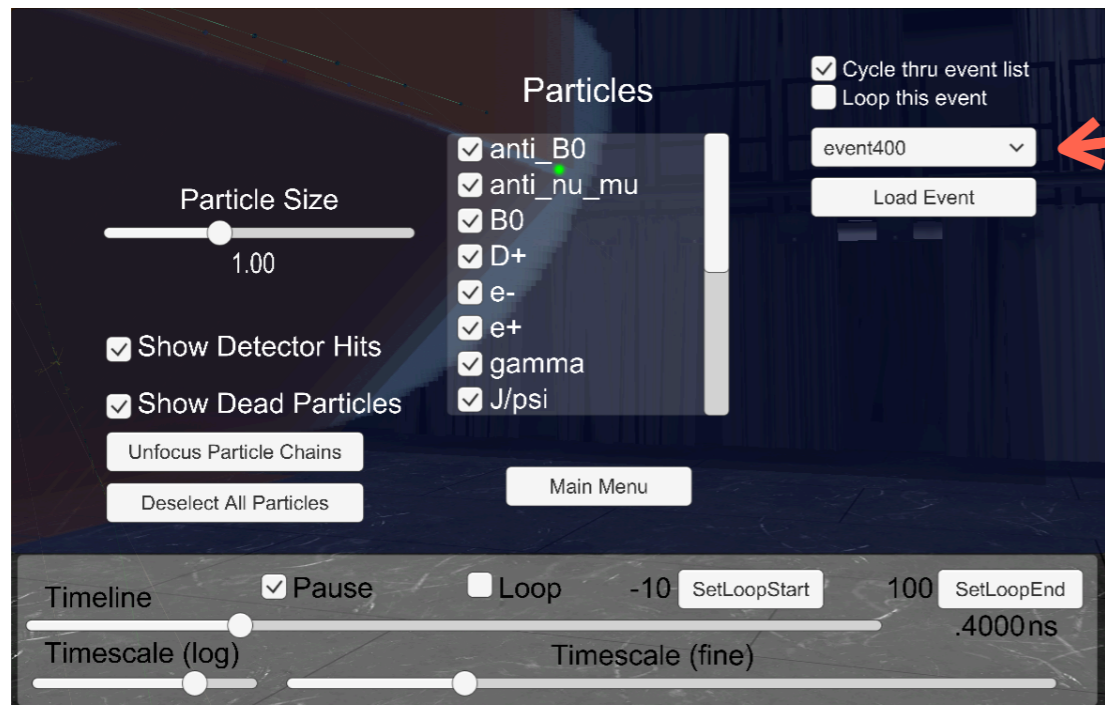 Cycle thru event list
Loop this event
Particles
event400
Load Event
anti_B0
anti_nu_mu
B0
D+
e-
e+
gamma
J/psi
Particle Size
1.00
Show Detector Hits
Show Dead Particles
Unfocus Particle Chains
Deselect All Particles
Main Menu
Timeline
Pause
Loop
-10 SetLoopStart
100 SetLoopEnd
.4000ns
Timescale (log)
Timescale (fine)